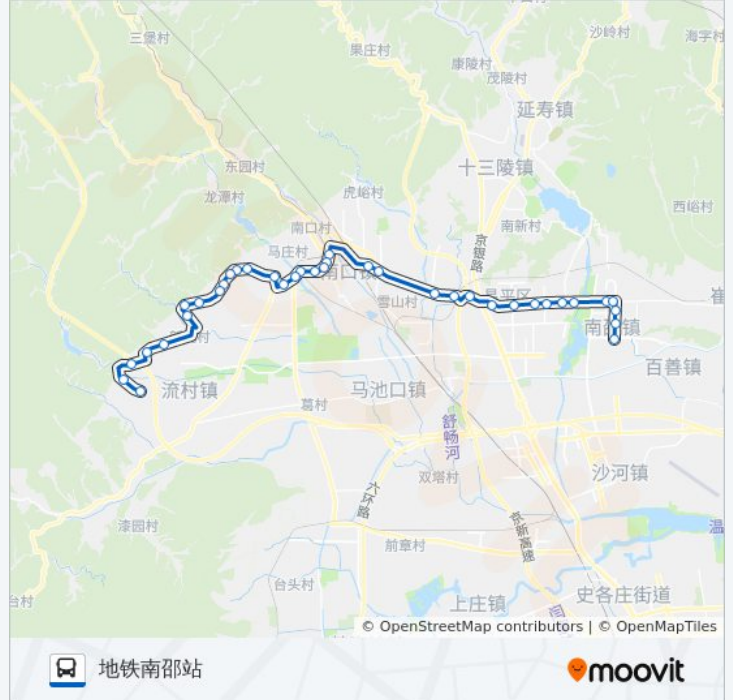 三堡村
沙岭村
果庄村
海字村
康陵村
茂陵村
延寿镇
东园村
十三陵镇
龙潭村
虎峪村
西峪村
南口村
南新村
马庄村
京银路
南口镇
昌平区
雪山村
崔
南邵镇
村
百善镇
流村镇
马池口镇
葛村
舒畅河
双塔村
沙河镇
六环路
京新高速
漆园村
温
前章村
台头村
台村
上庄镇
史各庄街道
© OpenStreetMap contributors | © OpenMapTiles
地铁南邵站
moovit